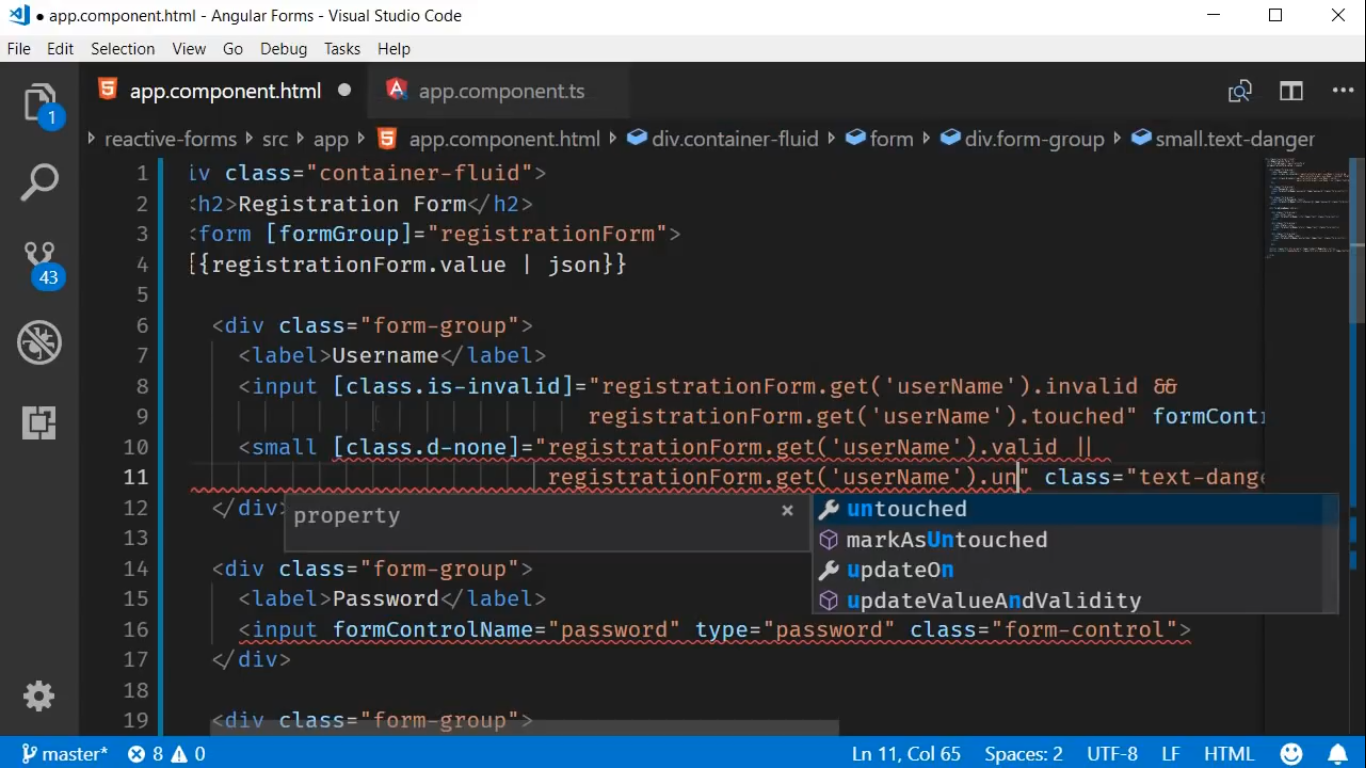 app.component.html - Angular Forms - Visual Studio Code
File Edit Selection View Go Debug Tasks Help
app.component.html app.component.ts
1
reactive-forms src app app.component.html div.container-fluid form div.form-group small.text-danger
1 iv class="container-fluid">
2 <h2>Registration Form</h2>
3 <form [formGroup]="registrationForm">
4 {{registrationForm.value | json}}
43
5
6 <div class="form-group">
7 <label>Username</label>
8 <input [class.is-invalid]="registrationForm.get('userName').invalid &&
9 registrationForm.get('userName').touched" formContr
10 <small [class.d-none]="registrationForm.get('userName').valid ||
11 registrationForm.get('userName').un" class="text-dange
12 </div>
property × untouched
markAsUntouched
updateOn
updateValueAndValidity
13
14 <div class="form-group">
15 <label>Password</label>
16 <input formControlName="password" type="password" class="form-control">
17 </div>
18
19 <div class="form-group">
master* 8 0 Ln 11, Col 65 Spaces: 2 UTF-8 LF HTML